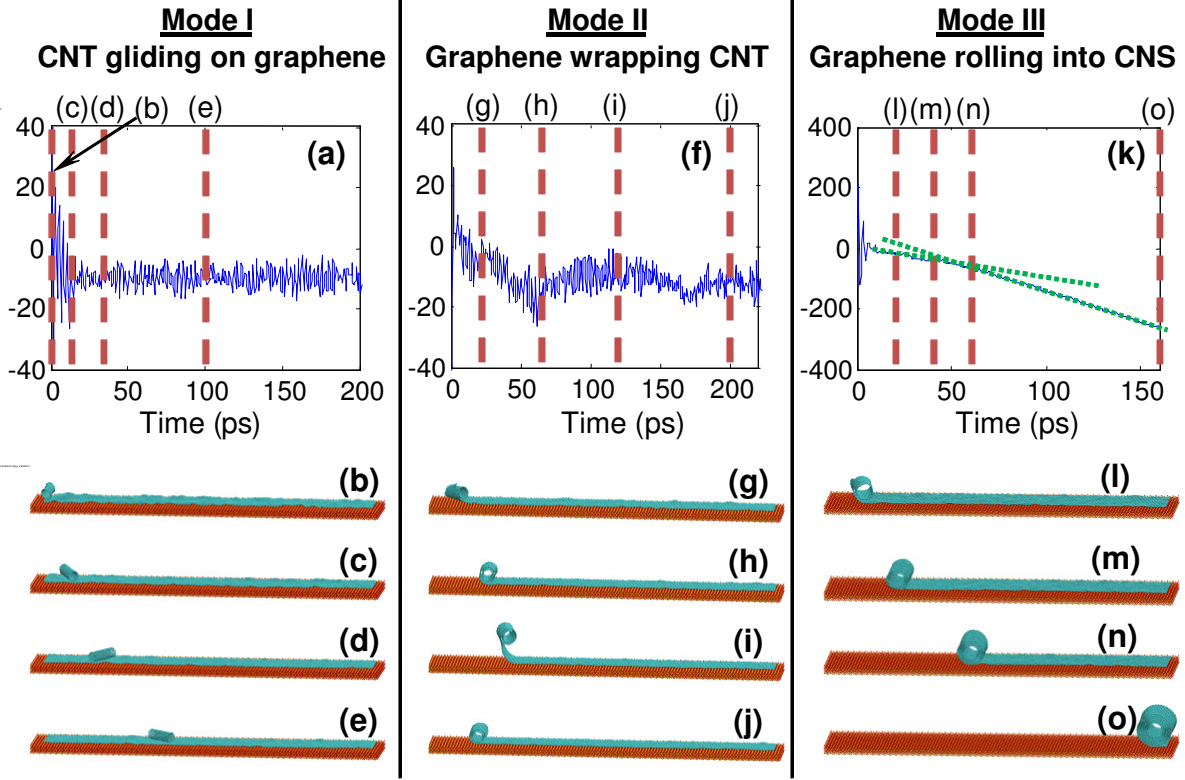 Mode I
CNT gliding on graphene
(c) (d) (b) (e)
40
20
0
-20
-40
(a)
0 50 100 150 200
Time (ps)
(b)
(c)
(d)
(e)
Mode II
Graphene wrapping CNT
(g) (h) (i) (j)
40
20
0
-20
-40
(f)
0 50 100 150 200
Time (ps)
(g)
(h)
(i)
(j)
Mode III
Graphene rolling into CNS
(l) (m) (n) (o)
400
200
0
-200
-400
(k)
0 50 100 150
Time (ps)
(l)
(m)
(n)
(o)